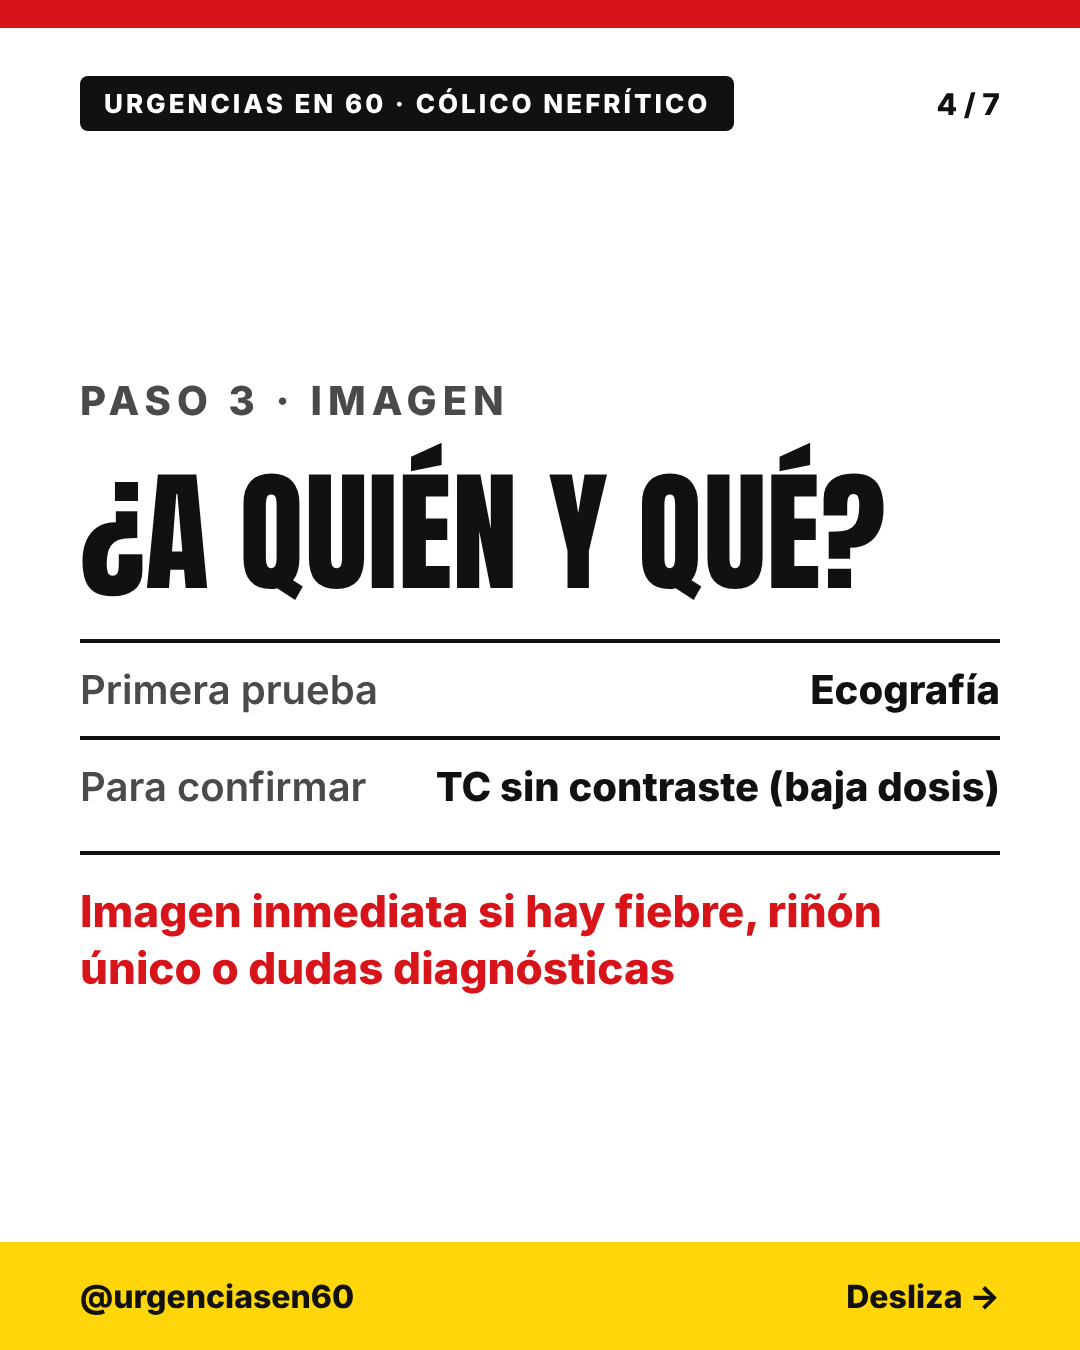 URGENCIAS EN 60 · CÓLICO NEFRÍTICO
4 / 7
PASO 3 · IMAGEN
¿A QUIÉN Y QUÉ?
Primera prueba Ecografía
Para confirmar TC sin contraste (baja dosis)
Imagen inmediata si hay fiebre, riñón
único o dudas diagnósticas
@urgenciasen60
Desliza →